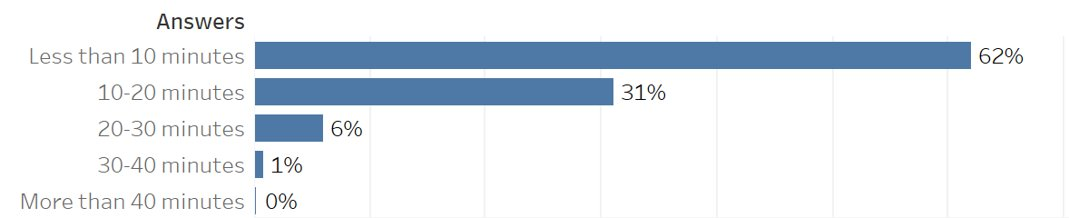 Answers
Less than 10 minutes 62%
10-20 minutes 31%
20-30 minutes 6%
30-40 minutes 1%
More than 40 minutes 0%